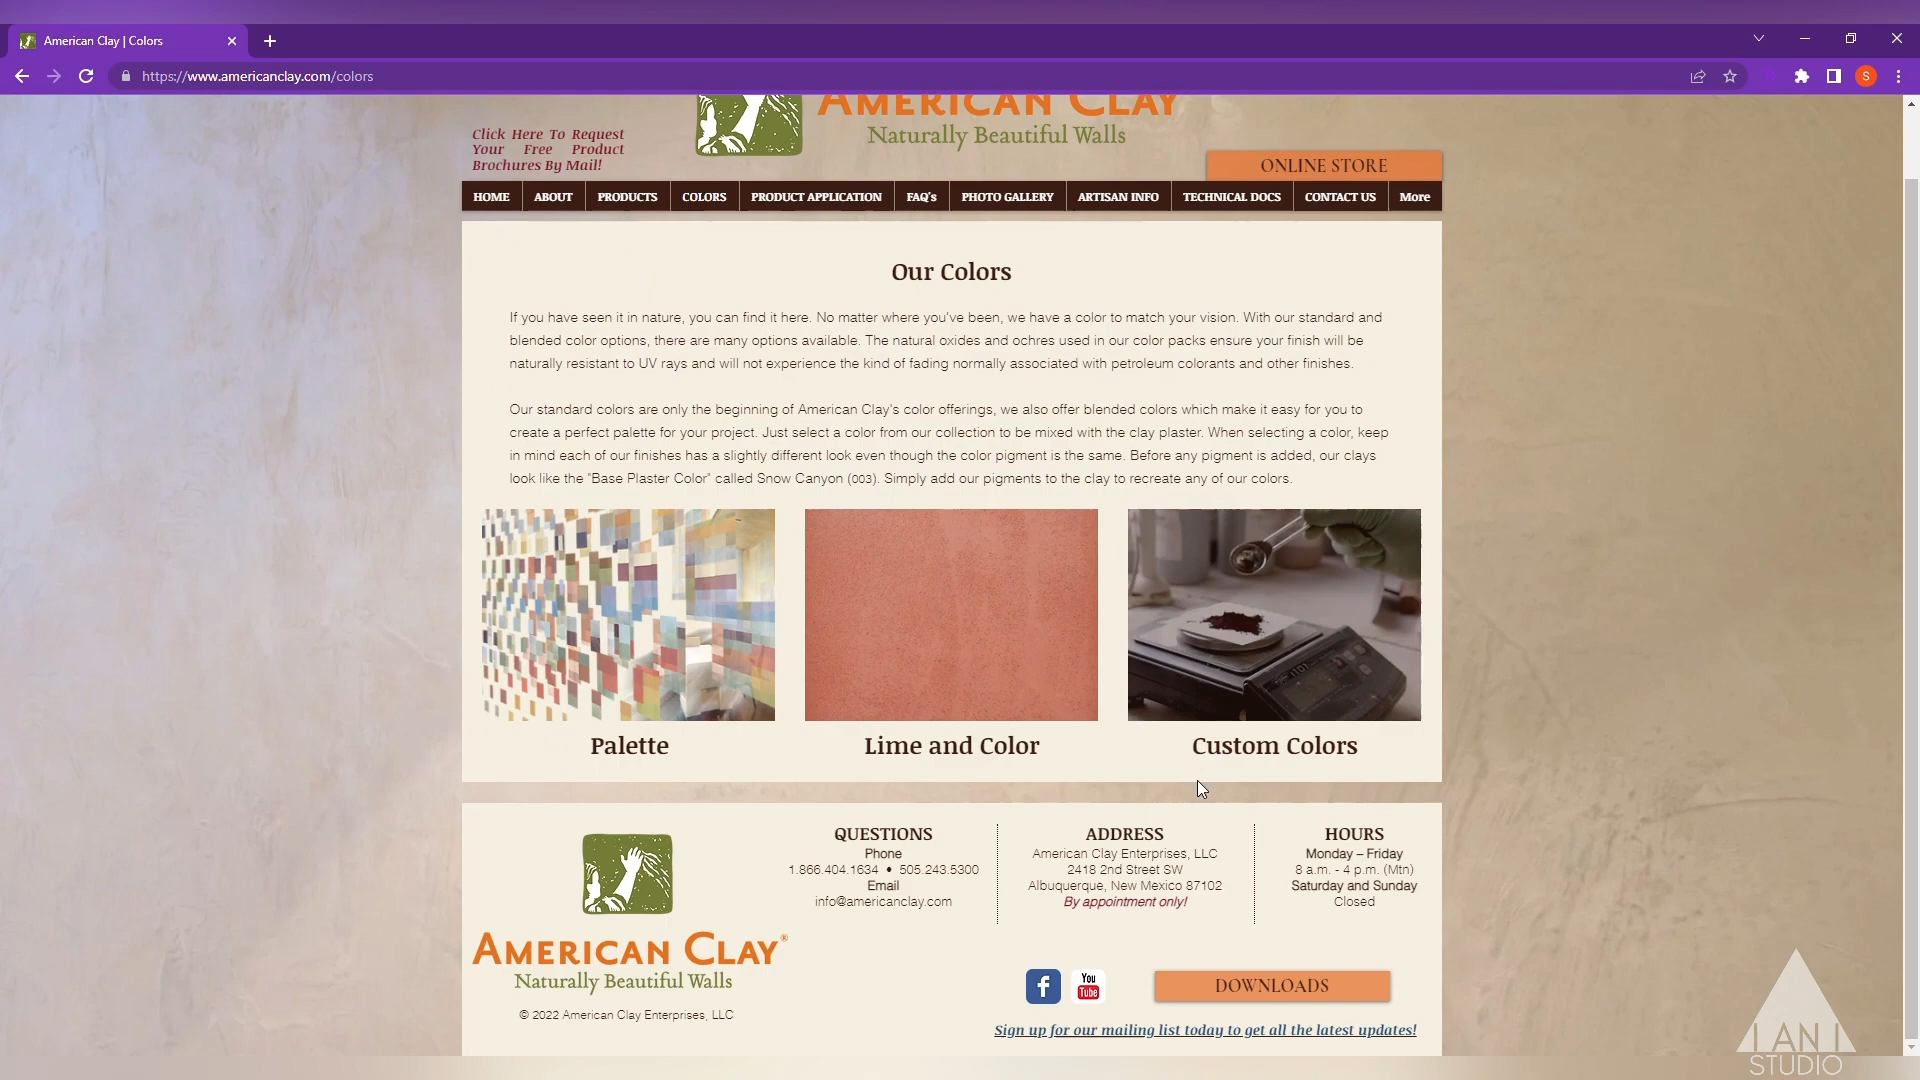 American Clay | Colors
https://www.americanclay.com/colors
S
AMERICAN CLAY
Naturally Beautiful Walls
Click Here To Request
Your Free Product
Brochures By Mail!
ONLINE STORE
HOME ABOUT PRODUCTS COLORS PRODUCT APPLICATION FAQ's PHOTO GALLERY ARTISAN INFO TECHNICAL DOCS CONTACT US More
Our Colors
If you have seen it in nature, you can find it here. No matter where you've been, we have a color to match your vision. With our standard and
blended color options, there are many options available. The natural oxides and ochres used in our color packs ensure your finish will be
naturally resistant to UV rays and will not experience the kind of fading normally associated with petroleum colorants and other finishes.
Our standard colors are only the beginning of American Clay's color offerings, we also offer blended colors which make it easy for you to
create a perfect palette for your project. Just select a color from our collection to be mixed with the clay plaster. When selecting a color, keep
in mind each of our finishes has a slightly different look even though the color pigment is the same. Before any pigment is added, our clays
look like the "Base Plaster Color" called Snow Canyon (003). Simply add our pigments to the clay to recreate any of our colors.
Palette
Lime and Color
Custom Colors
AMERICAN CLAY®
Naturally Beautiful Walls
© 2022 American Clay Enterprises, LLC
QUESTIONS
Phone
1.866.404.1634 • 505.243.5300
Email
info@americanclay.com
ADDRESS
American Clay Enterprises, LLC
2418 2nd Street SW
Albuquerque, New Mexico 87102
By appointment only!
HOURS
Monday – Friday
8 a.m. - 4 p.m. (Mtn)
Saturday and Sunday
Closed
f
You
Tube
DOWNLOADS
Sign up for our mailing list today to get all the latest updates!
I AN I
STUDIO